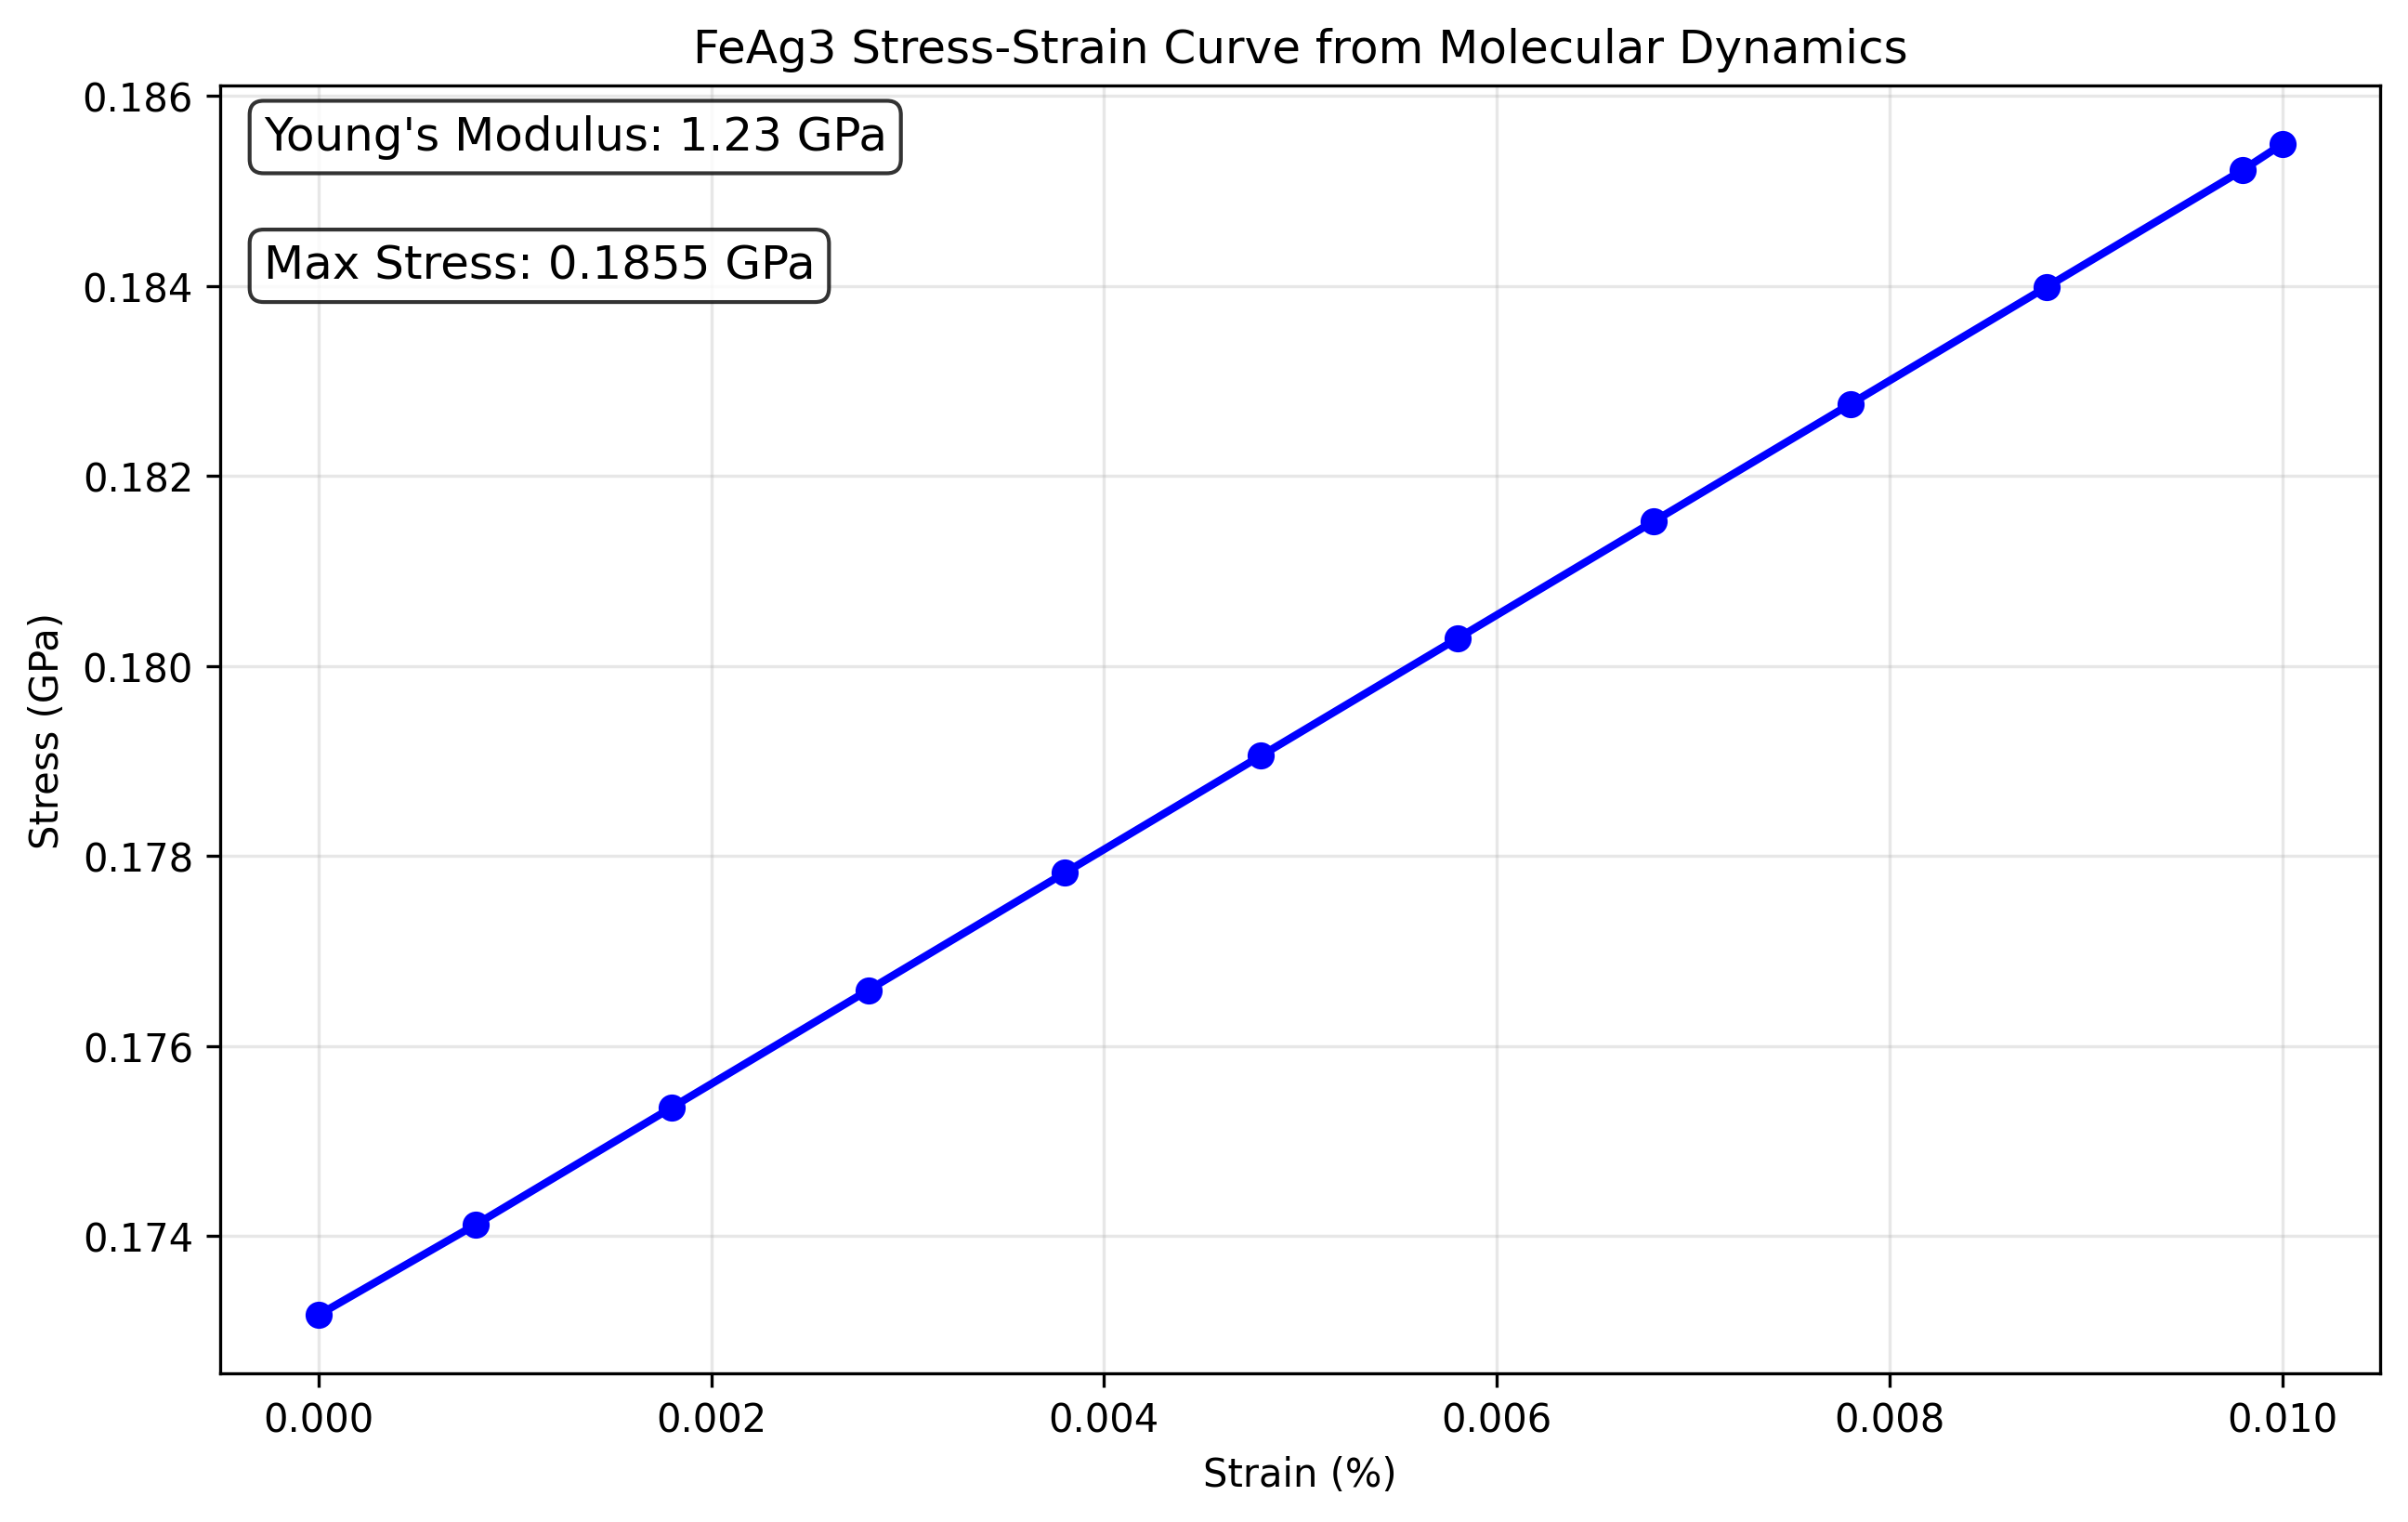 FeAg3 Stress-Strain Curve from Molecular Dynamics
Young's Modulus: 1.23 GPa
Max Stress: 0.1855 GPa
Stress (GPa)
0.186
0.184
0.182
0.180
0.178
0.176
0.174
0.000 0.002 0.004 0.006 0.008 0.010
Strain (%)